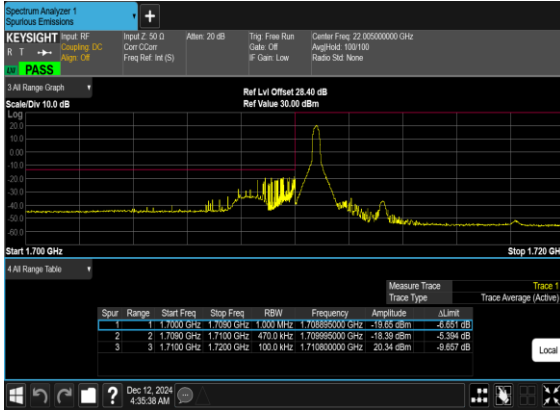 Spectrum Analyzer 1
Spurious Emissions
+
KEYSIGHT Input: RF Input Z: 50 Ω Atten: 20 dB Trig: Free Run Center Freq: 22.005000000 GHz
R T Coupling: DC Corr CCorr Gate: Off Avg|Hold: 100/100
Align: Off Freq Ref: Int (S) IF Gain: Low Radio Std: None
PASS
3 All Range Graph
Ref Lvl Offset 28.40 dB
Scale/Div 10.0 dB Ref Value 30.00 dBm
Log
20.0
10.0
0.00
-10.0
-20.0
-30.0
-40.0
-50.0
-60.0
Start 1.700 GHz Stop 1.720 GH
4 All Range Table
Measure Trace Trace 1
Trace Type Trace Average (Active)
Spur Range Start Freq Stop Freq RBW Frequency Amplitude ΔLimit
1 1 1.7000 GHz 1.7090 GHz 1.000 MHz 1.708895000 GHz -19.65 dBm -6.651 dB
2 2 1.7090 GHz 1.7100 GHz 470.0 kHz 1.709995000 GHz -18.39 dBm -5.394 dB
3 3 1.7100 GHz 1.7200 GHz 100.0 kHz 1.710800000 GHz 20.34 dBm -9.657 dB
Local
? Dec 12, 2024
4:35:38 AM